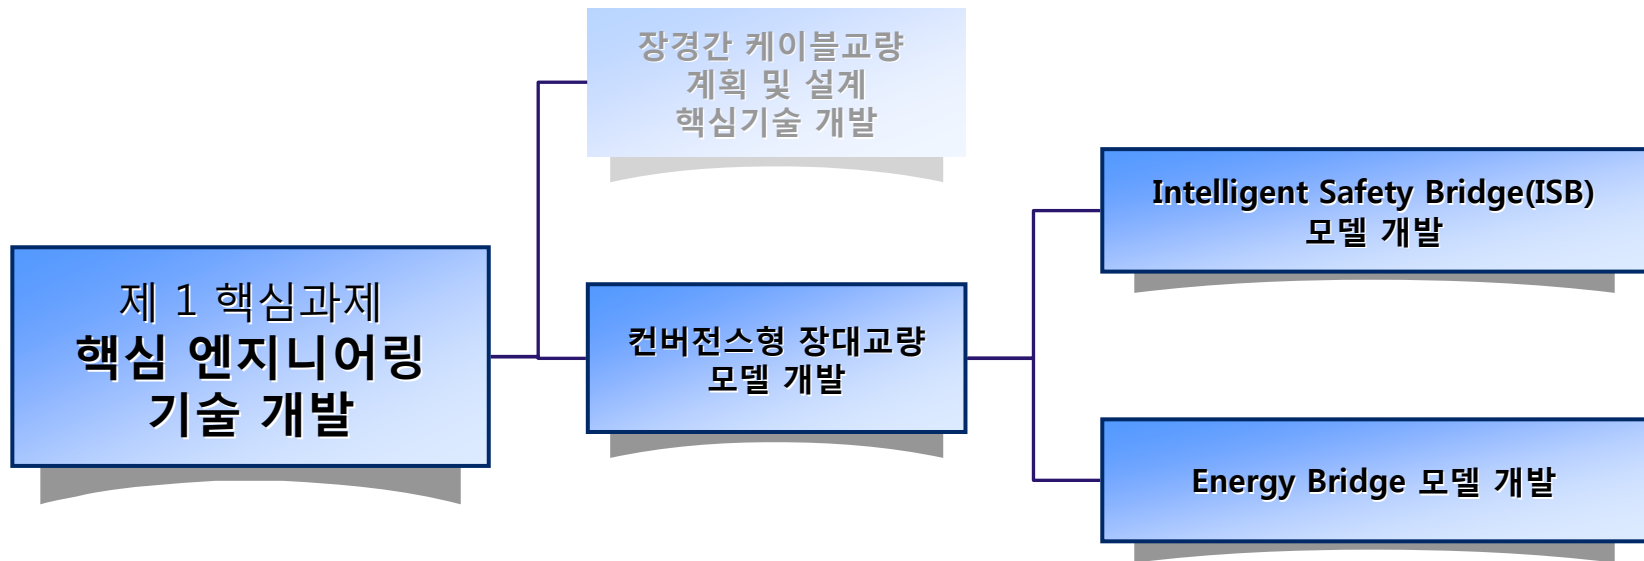 장경간 케이블교량
계획 및 설계
핵심기술 개발
제 1 핵심과제
핵심 엔지니어링
기술 개발
컨버전스형 장대교량
모델 개발
Intelligent Safety Bridge(ISB)
모델 개발
Energy Bridge 모델 개발